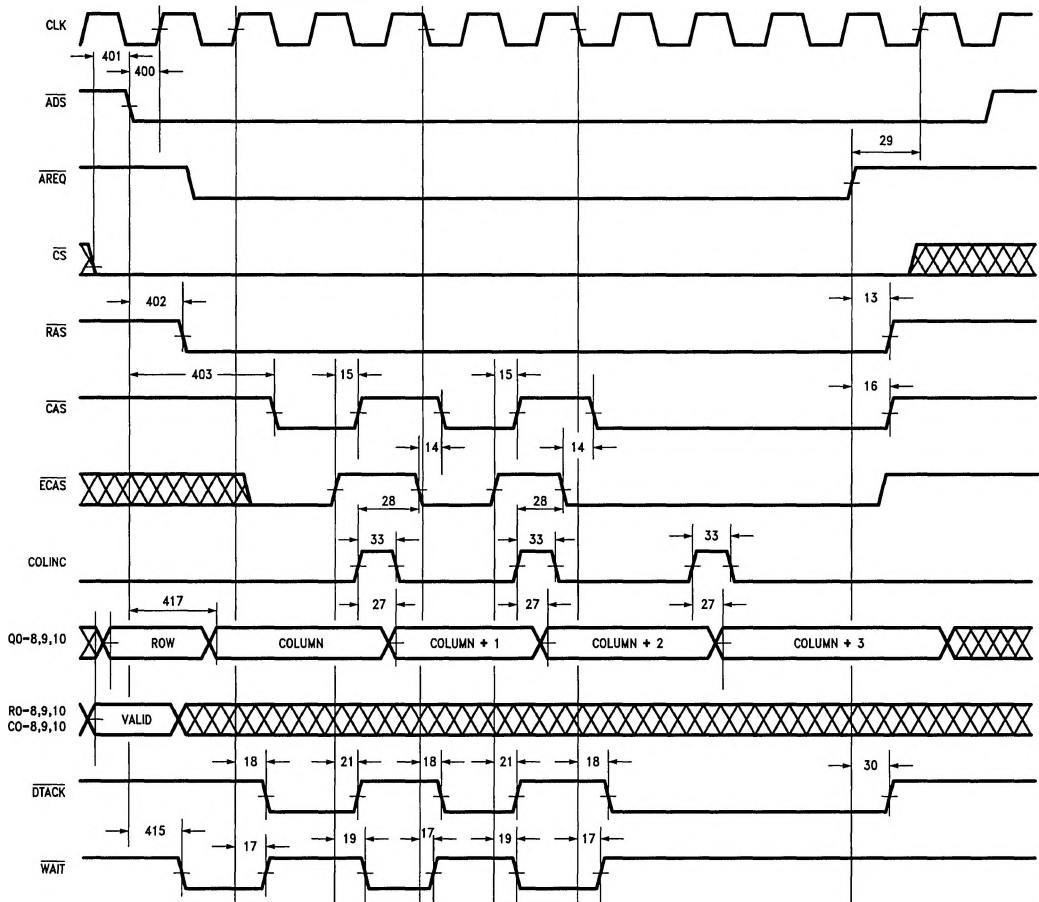 CLK
401
400
ADS
29
AREQ
CS
402
13
RAS
403
15
15
16
CAS
14
14
ECAS
28
28
33
33
33
COLINC
417
27
27
27
Q0-8,9,10
ROW
COLUMN
COLUMN + 1
COLUMN + 2
COLUMN + 3
R0-8,9,10
C0-8,9,10
VALID
18
21
18
21
18
30
DTACK
415
17
19
17
19
17
WAIT